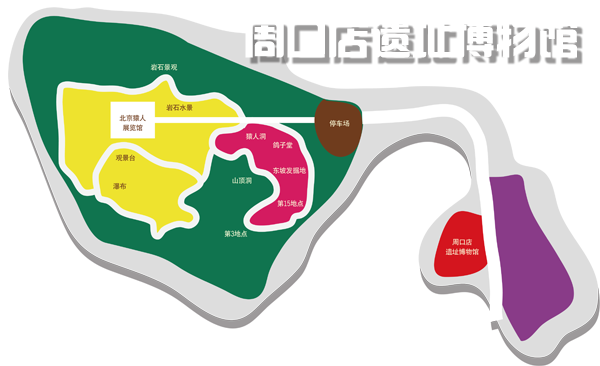 周口店遗址博物馆
岩石景观
岩石水景
北京猿人
展览馆
停车场
猿人洞
鸽子堂
观景台
东坡发掘地
山顶洞
瀑布
第15地点
第3地点
周口店
遗址博物馆